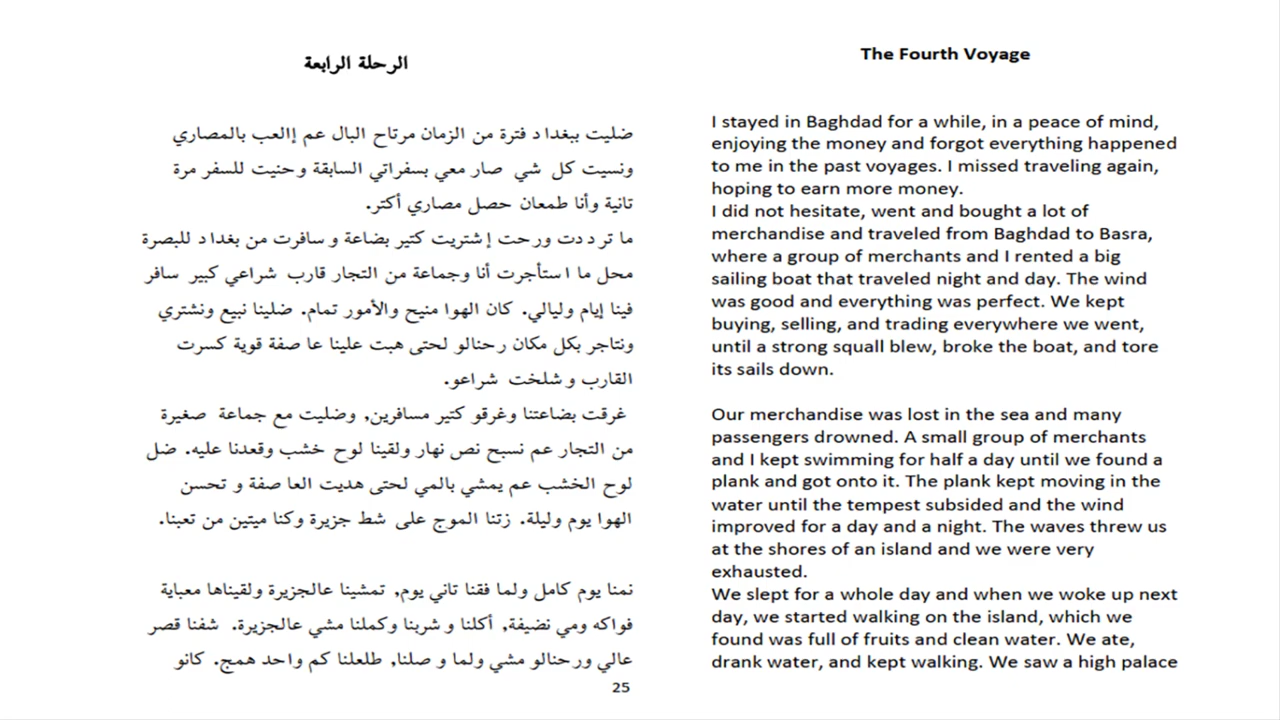 الرحلة الرابعة
ضليت ببغداد فترة من الزمان مرتاح البال عم إالعب بالمصاري
ونسيت كل شي صار معي بسفراتي السابقة وحنيت للسفر مرة
تانية وأنا طمعان حصل مصاري أكتر.
ما ترددت ورحت إشتريت كتير بضاعة وسافرت من بغداد للبصرة
محل ما استأجرت أنا وجماعة من التجار قارب شراعي كبير سافر
فينا إيام وليالي. كان الهوا منيح والأمور تمام. ضلينا نبيع ونشتري
ونتاجر بكل مكان رحنالو لحتى هبت علينا عاصفة قوية كسرت
القارب وشلخت شراعو.
غرقت بضاعتنا وغرقو كتير مسافرين, وضليت مع جماعة صغيرة
من التجار عم نسبح نص نهار ولقينا لوح خشب وقعدنا عليه. ضل
لوح الخشب عم يمشي بالمي لحتى هديت العاصفة و تحسن
الهوا يوم وليلة. زتنا الموج على شط جزيرة وكنا ميتين من تعبنا.
نمنا يوم كامل ولما فقنا تاني يوم, تمشينا عالجزيرة ولقيناها معباية
فواكه ومي نضيفة, أكلنا وشربنا وكملنا مشي عالجزيرة. شفنا قصر
عالي ورحنالو مشي ولما وصلنا, طلعلنا كم واحد همج. كانو
25
The Fourth Voyage
I stayed in Baghdad for a while, in a peace of mind,
enjoying the money and forgot everything happened
to me in the past voyages. I missed traveling again,
hoping to earn more money.
I did not hesitate, went and bought a lot of
merchandise and traveled from Baghdad to Basra,
where a group of merchants and I rented a big
sailing boat that traveled night and day. The wind
was good and everything was perfect. We kept
buying, selling, and trading everywhere we went,
until a strong squall blew, broke the boat, and tore
its sails down.
Our merchandise was lost in the sea and many
passengers drowned. A small group of merchants
and I kept swimming for half a day until we found a
plank and got onto it. The plank kept moving in the
water until the tempest subsided and the wind
improved for a day and a night. The waves threw us
at the shores of an island and we were very
exhausted.
We slept for a whole day and when we woke up next
day, we started walking on the island, which we
found was full of fruits and clean water. We ate,
drank water, and kept walking. We saw a high palace